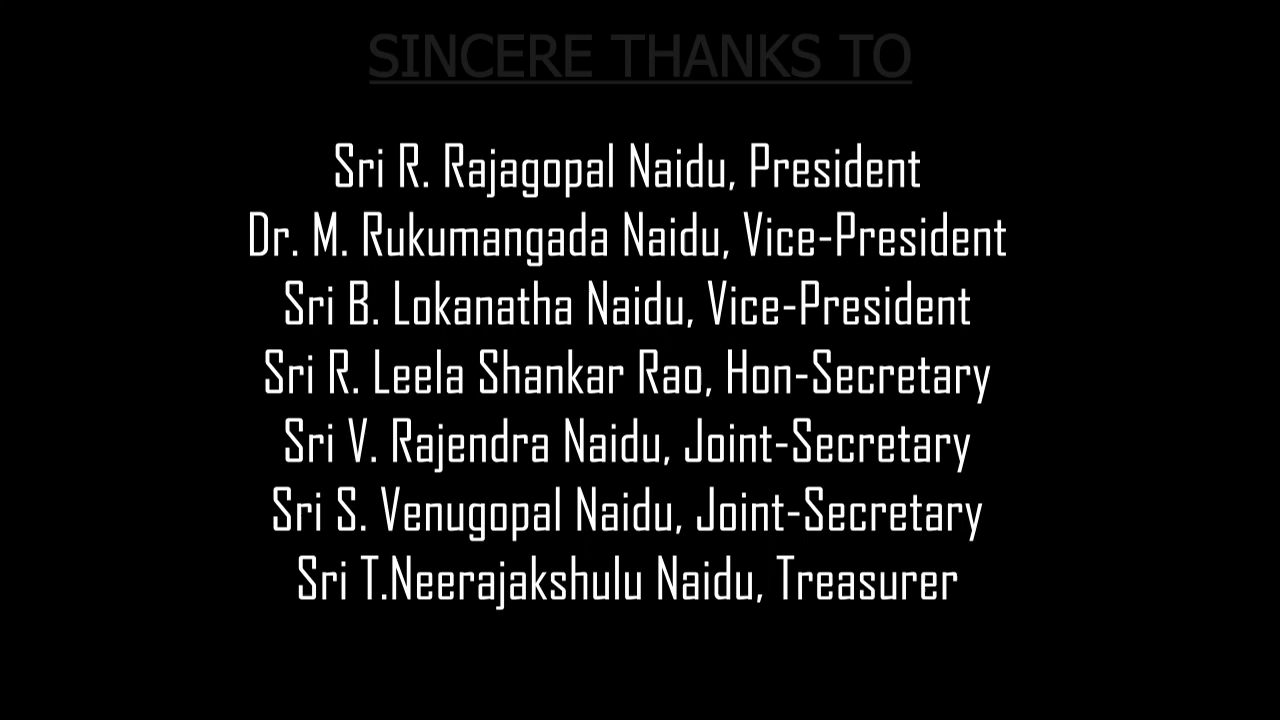 SINCERE THANKS TO
Sri R. Rajagopal Naidu, President
Dr. M. Rukumangada Naidu, Vice-President
Sri B. Lokanatha Naidu, Vice-President
Sri R. Leela Shankar Rao, Hon-Secretary
Sri V. Rajendra Naidu, Joint-Secretary
Sri S. Venugopal Naidu, Joint-Secretary
Sri T.Neerajakshulu Naidu, Treasurer